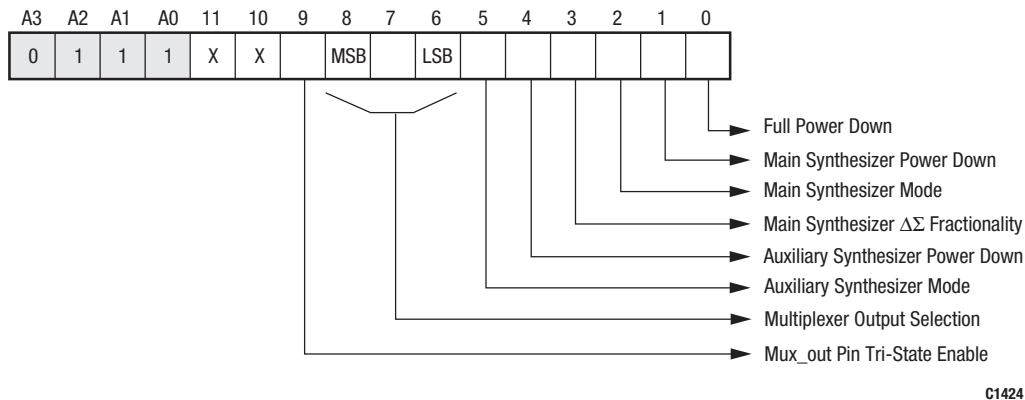 A3 A2 A1 A0 11 10 9 8 7 6 5 4 3 2 1 0
0 1 1 1 X X MSB LSB
Full Power Down
Main Synthesizer Power Down
Main Synthesizer Mode
Main Synthesizer ΔΣ Fractionality
Auxiliary Synthesizer Power Down
Auxiliary Synthesizer Mode
Multiplexer Output Selection
Mux_out Pin Tri-State Enable
C1424